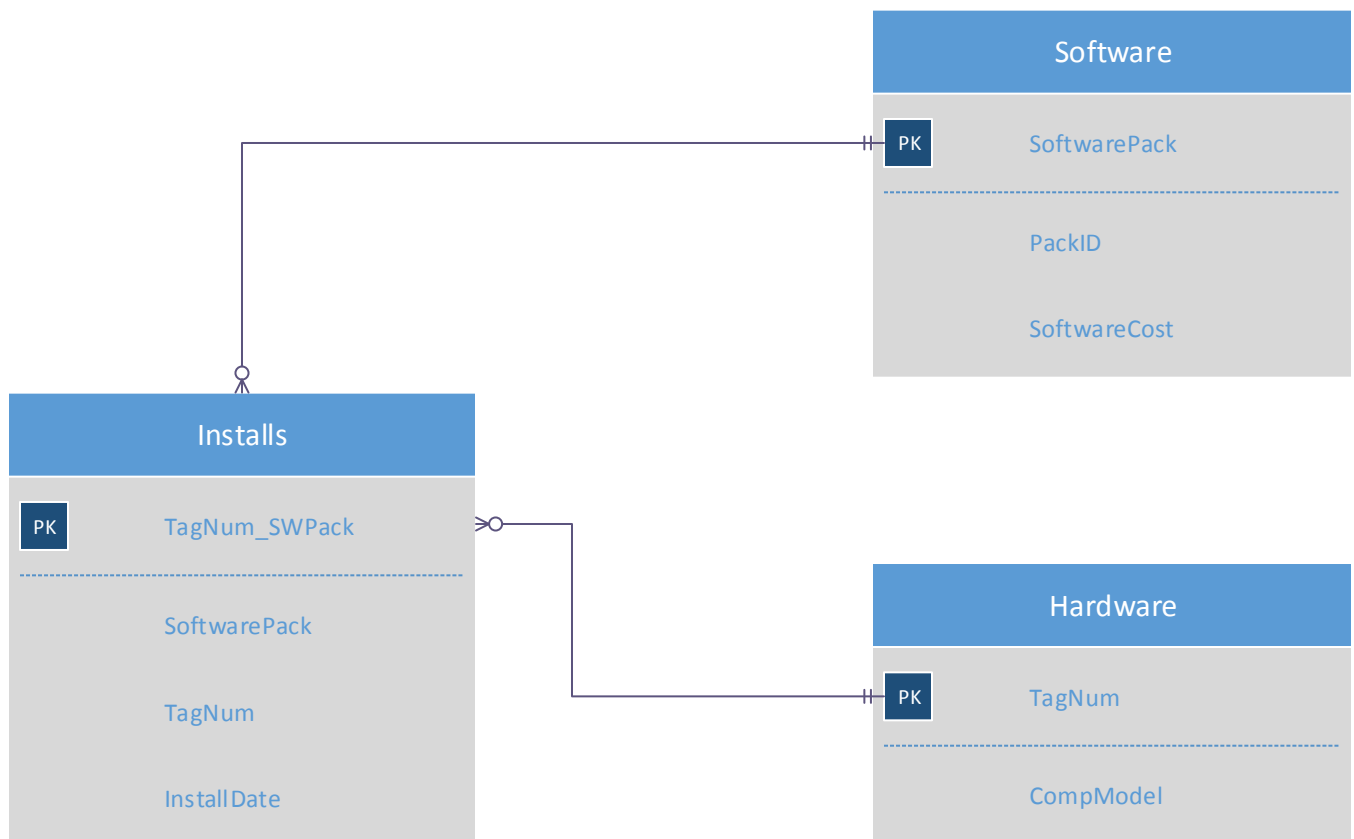 Software
PK SoftwarePack
PackID
SoftwareCost
Installs
PK TagNum_SWPack
SoftwarePack
TagNum
InstallDate
Hardware
PK TagNum
CompModel